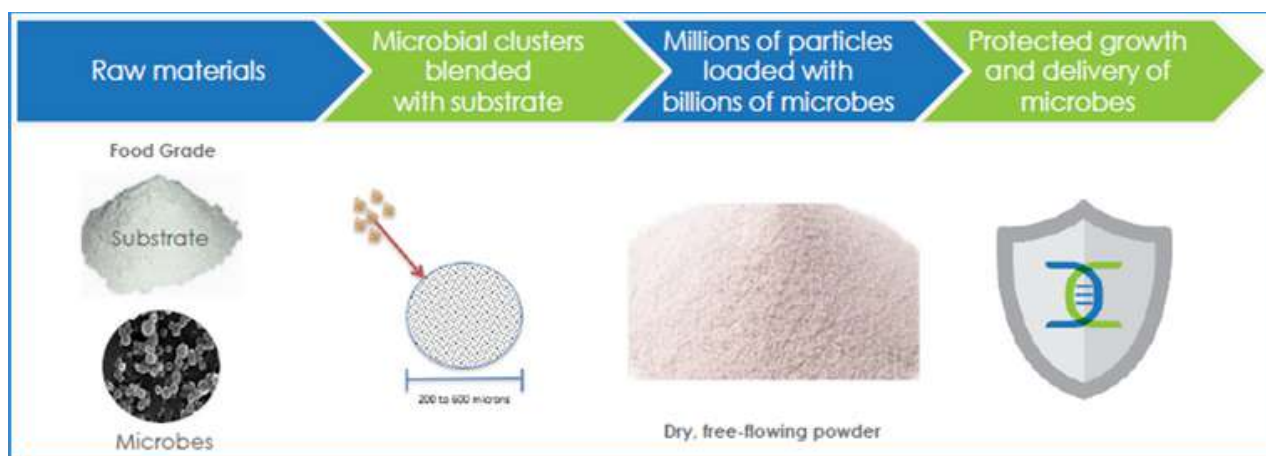 Raw materials
Microbial clusters
blended
with substrate
Millions of particles
loaded with
billions of microbes
Protected growth
and delivery of
microbes
Food Grade
Substrate
Microbes
200 to 600 microns
Dry, free-flowing powder